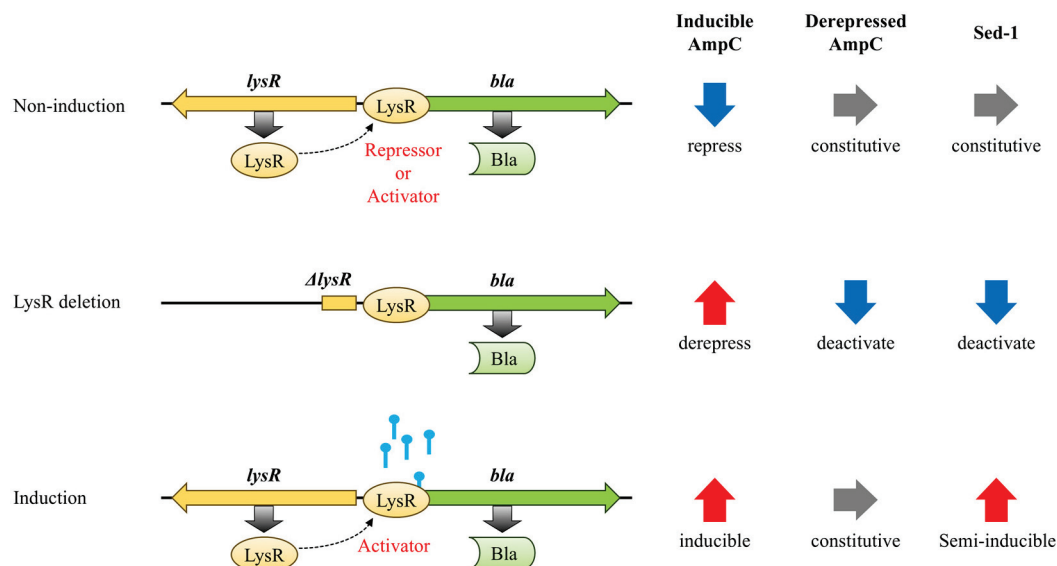 Inducible
AmpC
Derepressed
AmpC
Sed-1
Non-induction
lysR
bla
LysR
LysR
Repressor
or
Activator
Bla
repress
constitutive
constitutive
LysR deletion
ΔlysR
bla
LysR
Bla
derepress
deactivate
deactivate
Induction
lysR
bla
LysR
LysR
Activator
Bla
inducible
constitutive
Semi-inducible